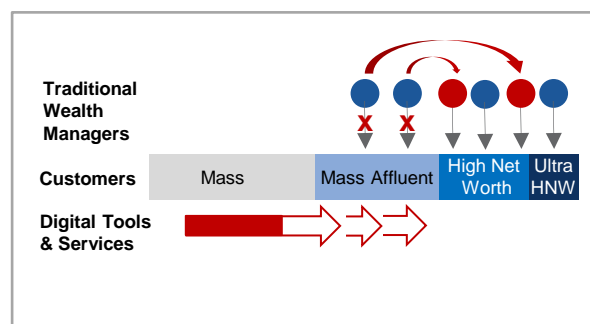 Traditional
Wealth
Managers
X X
Customers
Mass
Mass Affluent
High Net
Worth
Ultra
HNW
Digital Tools
& Services